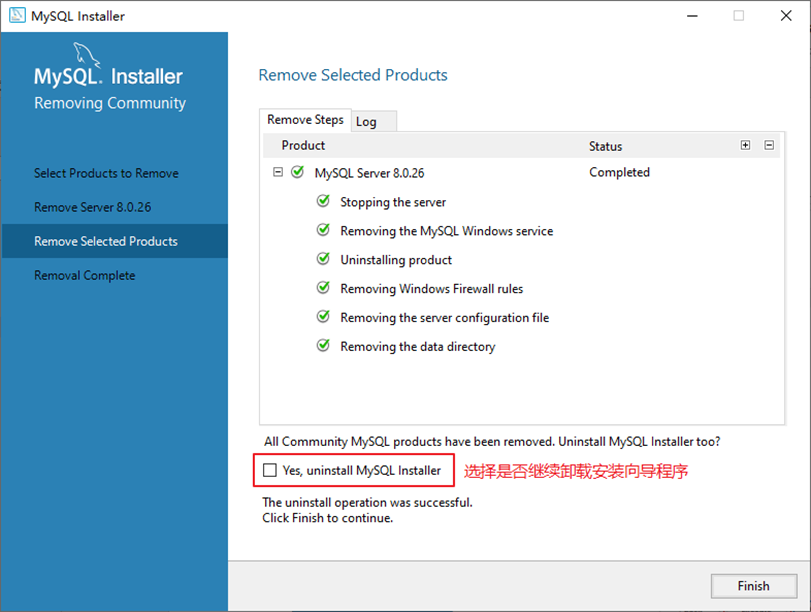 MySQL Installer
MySQL. Installer
Removing Community
Select Products to Remove
Remove Server 8.0.26
Remove Selected Products
Removal Complete
Remove Selected Products
Remove Steps Log
Product Status
MySQL Server 8.0.26 Completed
Stopping the server
Removing the MySQL Windows service
Uninstalling product
Removing Windows Firewall rules
Removing the server configuration file
Removing the data directory
All Community MySQL products have been removed. Uninstall MySQL Installer too?
Yes, uninstall MySQL Installer 选择是否继续卸载安装向导程序
The uninstall operation was successful.
Click Finish to continue.
Finish